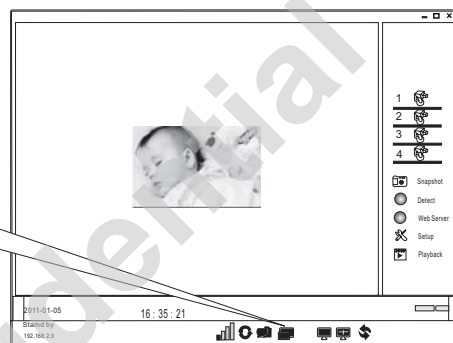 1
2
3
4
Snapshot
Detect
Web Server
Setup
Playback
2011-01-05
16 : 35 : 21
Starnd by
192.168.2.9